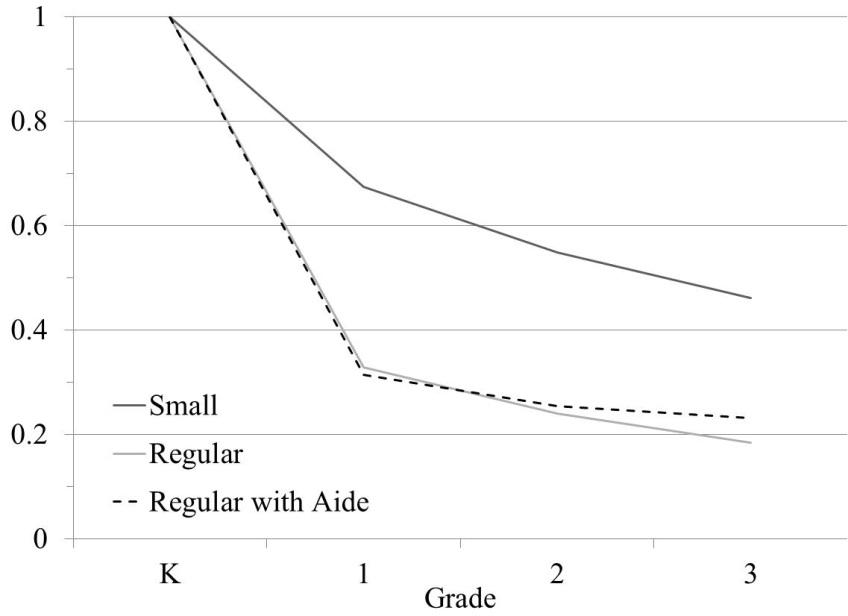 1
0.8
0.6
0.4
0.2
0
Small
Regular
Regular with Aide
K 1 2 3
Grade